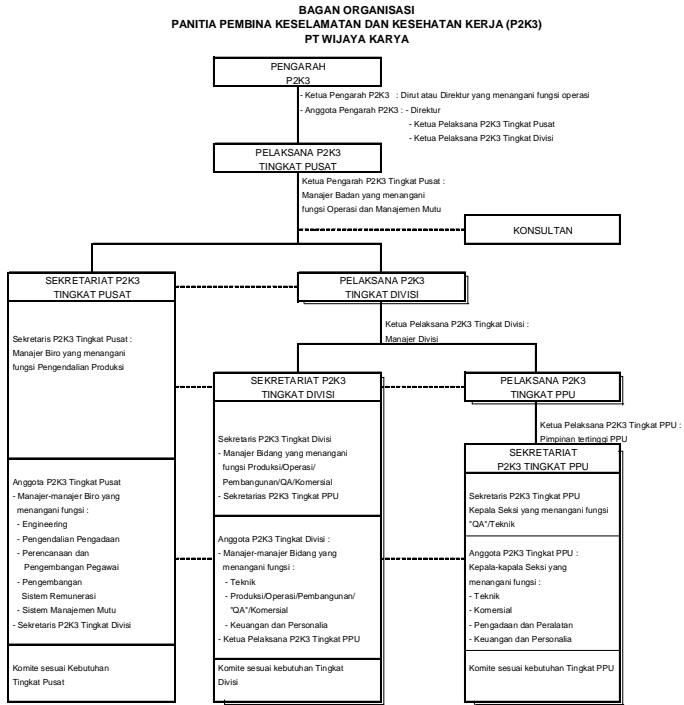 BAGAN ORGANISASI
PANITIA PEMBINA KESELAMATAN DAN KESEHATAN KERJA (P2K3)
PT WIJAYA KARYA
PENGARAH
P2K3
- Ketua Pengarah P2K3 : Dirut atau Direktur yang menangani fungsi operasi
- Anggota Pengarah P2K3 : - Direktur
- Ketua Pelaksana P2K3 Tingkat Pusat
- Ketua Pelaksana P2K3 Tingkat Divisi
PELAKSANA P2K3
TINGKAT PUSAT
Ketua Pengarah P2K3 Tingkat Pusat :
Manajer Badan yang menangani
fungsi Operasi dan Manajemen Mutu
KONSULTAN
SEKRETARIAT P2K3
TINGKAT PUSAT
Sekretaris P2K3 Tingkat Pusat :
Manajer Biro yang menangani
fungsi Pengendalian Produksi
Anggota P2K3 Tingkat Pusat
- Manajer-manajer Biro yang
menangani fungsi :
- Engineering
- Pengendalian Pengadaan
- Perencanaan dan
Pengembangan Pegawai
- Pengembangan
Sistem Remunerasi
- Sistem Manajemen Mutu
- Sekretaris P2K3 Tingkat Divisi
Komite sesuai Kebutuhan
Tingkat Pusat
PELAKSANA P2K3
TINGKAT DIVISI
Ketua Pelaksana P2K3 Tingkat Divisi :
Manajer Divisi
SEKRETARIAT P2K3
TINGKAT DIVISI
Sekretaris P2K3 Tingkat Divisi
- Manajer Bidang yang menangani
fungsi Produksi/Operasi/
Pembangunan/QA/Komersial
- Sekretarias P2K3 Tingkat PPU
Anggota P2K3 Tingkat Divisi :
- Manajer-manajer Bidang yang
menangani fungsi :
- Teknik
- Produksi/Operasi/Pembangunan/
"QA"/Komersial
- Keuangan dan Personalia
- Ketua Pelaksana P2K3 Tingkat PPU
Komite sesuai kebutuhan Tingkat
Divisi
PELAKSANA P2K3
TINGKAT PPU
Ketua Pelaksana P2K3 Tingkat PPU :
Pimpinan tertinggi PPU
SEKRETARIAT
P2K3 TINGKAT PPU
Sekretaris P2K3 Tingkat PPU
Kepala Seksi yang menangani fungsi
"QA"/Teknik
Anggota P2K3 Tingkat PPU :
Kepala-kapala Seksi yang
menangani fungsi :
- Teknik
- Komersial
- Pengadaan dan Peralatan
- Keuangan dan Personalia
Komite sesuai kebutuhan Tingkat PPU